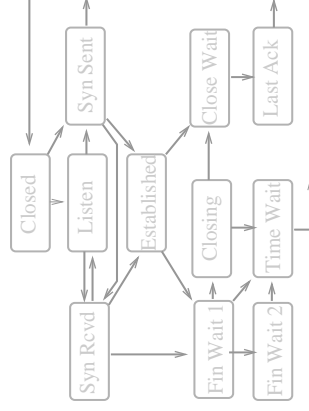 Syn Sent
Close Wait
Last Ack
Closed
Listen
Established
Closing
Time Wait
Syn Rcvd
Fin Wait 1
Fin Wait 2